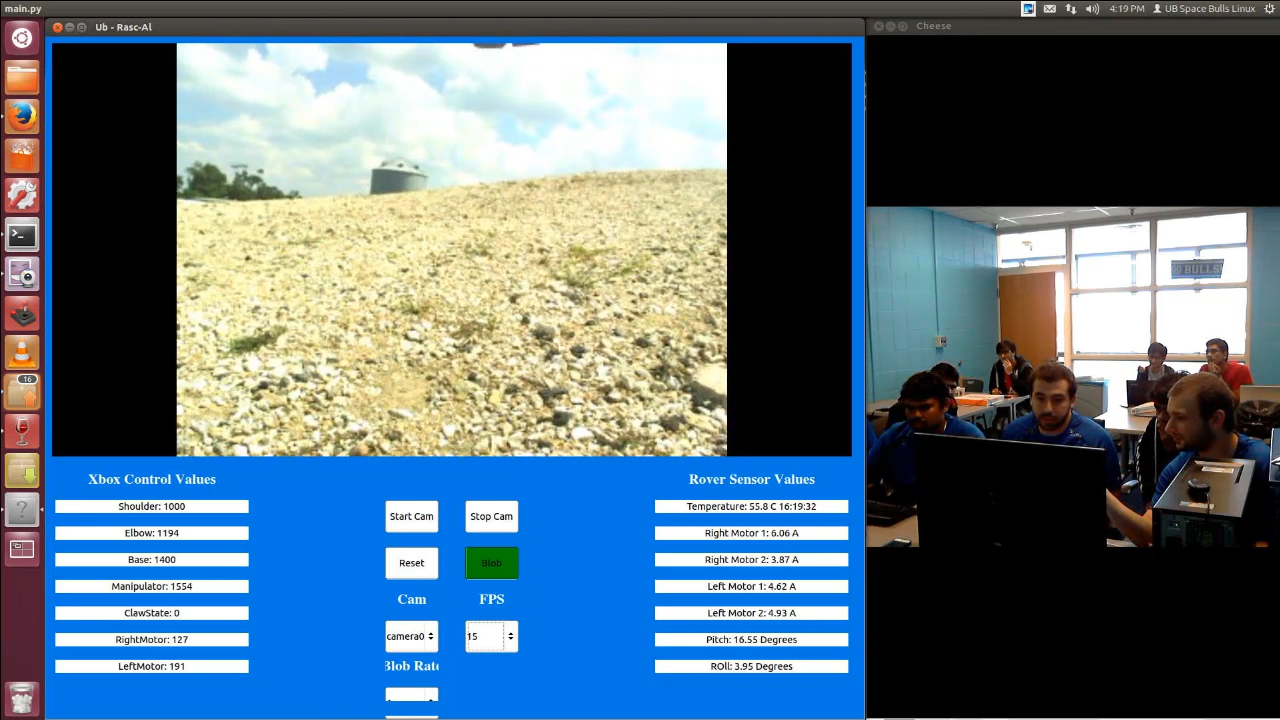 main.py
4:19 PM
UB Space Bulls Linux
Ub - Rasc-Al
Cheese
16
BULLS
Xbox Control Values
Shoulder: 1000
Elbow: 1194
Base: 1400
Manipulator: 1554
ClawState: 0
RightMotor: 127
LeftMotor: 191
Start Cam
Stop Cam
Reset
Blob
Cam
FPS
camera0
15
Blob Rate
Rover Sensor Values
Temperature: 55.8 C 16:19:32
Right Motor 1: 6.06 A
Right Motor 2: 3.87 A
Left Motor 1: 4.62 A
Left Motor 2: 4.93 A
Pitch: 16.55 Degrees
ROll: 3.95 Degrees